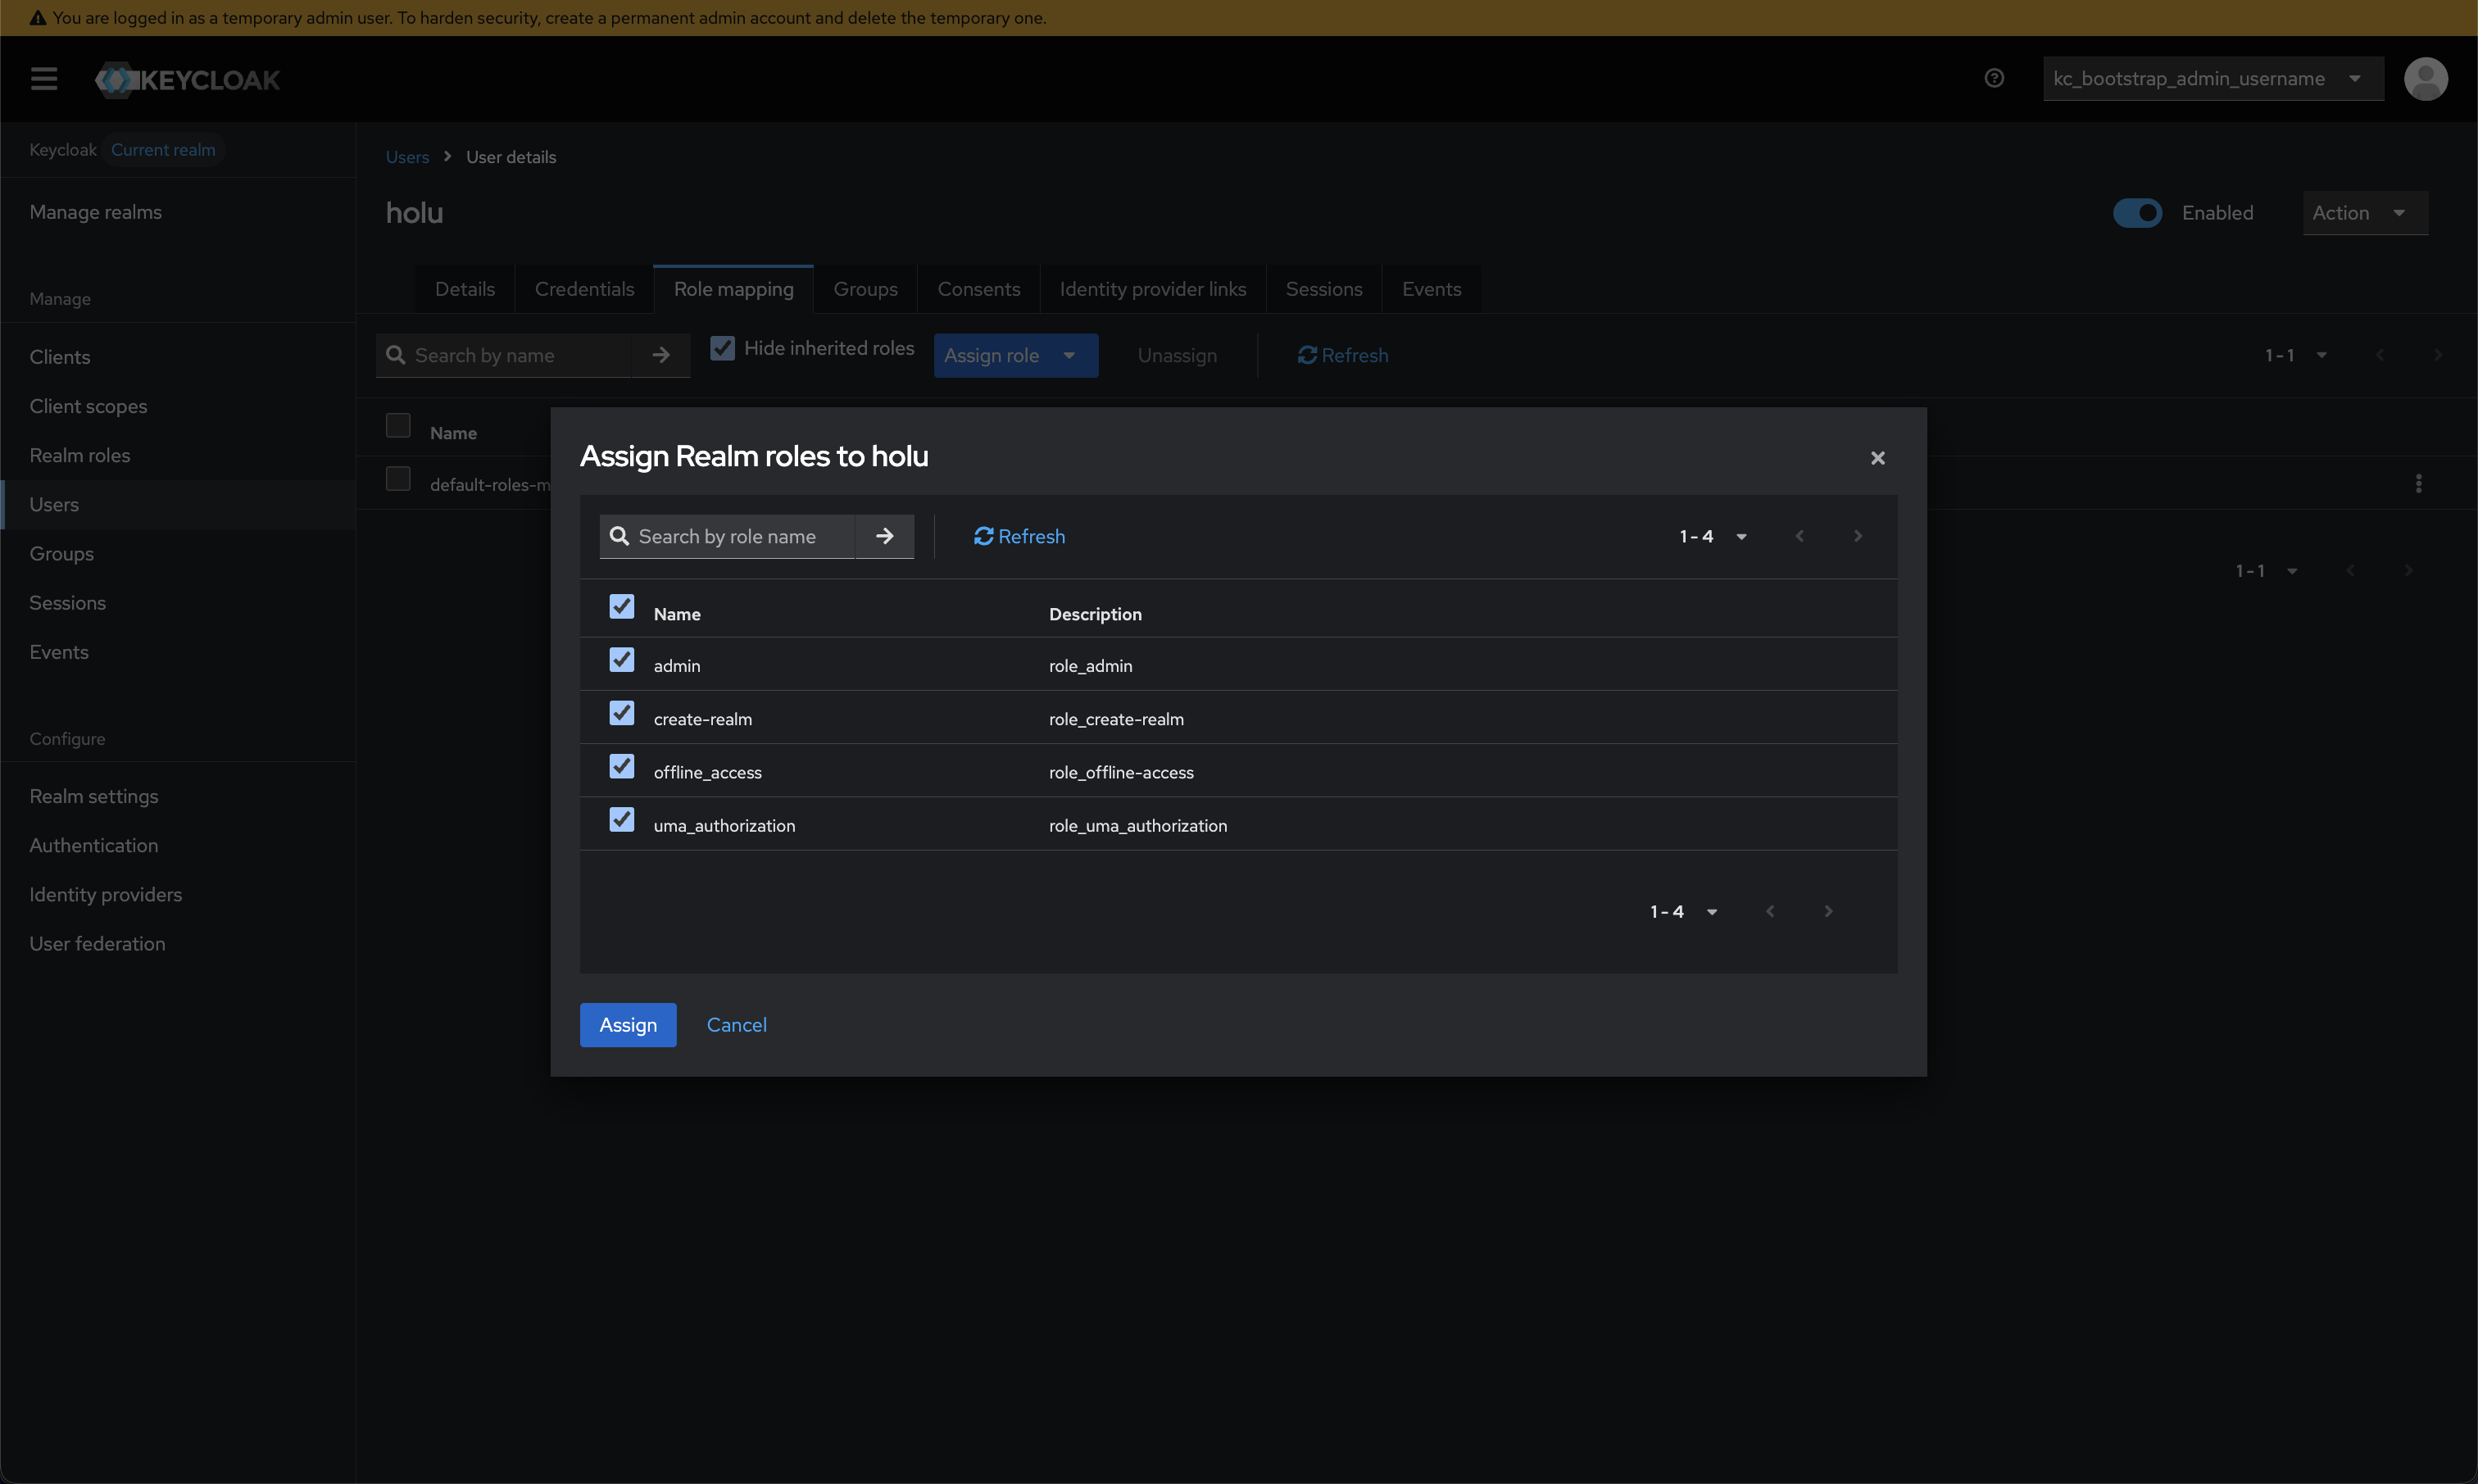 You are logged in as a temporary admin user. To harden security, create a permanent admin account and delete the temporary one.
KEYCLOAK
kc_bootstrap_admin_username
Keycloak Current realm
Manage realms
Manage
Clients
Client scopes
Realm roles
Users
Groups
Sessions
Events
Configure
Realm settings
Authentication
Identity providers
User federation
Users > User details
holu
Enabled
Action
Details Credentials Role mapping Groups Consents Identity provider links Sessions Events
Search by name Hide inherited roles Assign role Unassign Refresh 1 - 1
Name
default-roles-m
1 - 1
Assign Realm roles to holu
Search by role name Refresh 1 - 4
Name Description
admin role_admin
create-realm role_create-realm
offline_access role_offline-access
uma_authorization role_uma_authorization
1 - 4
Assign Cancel